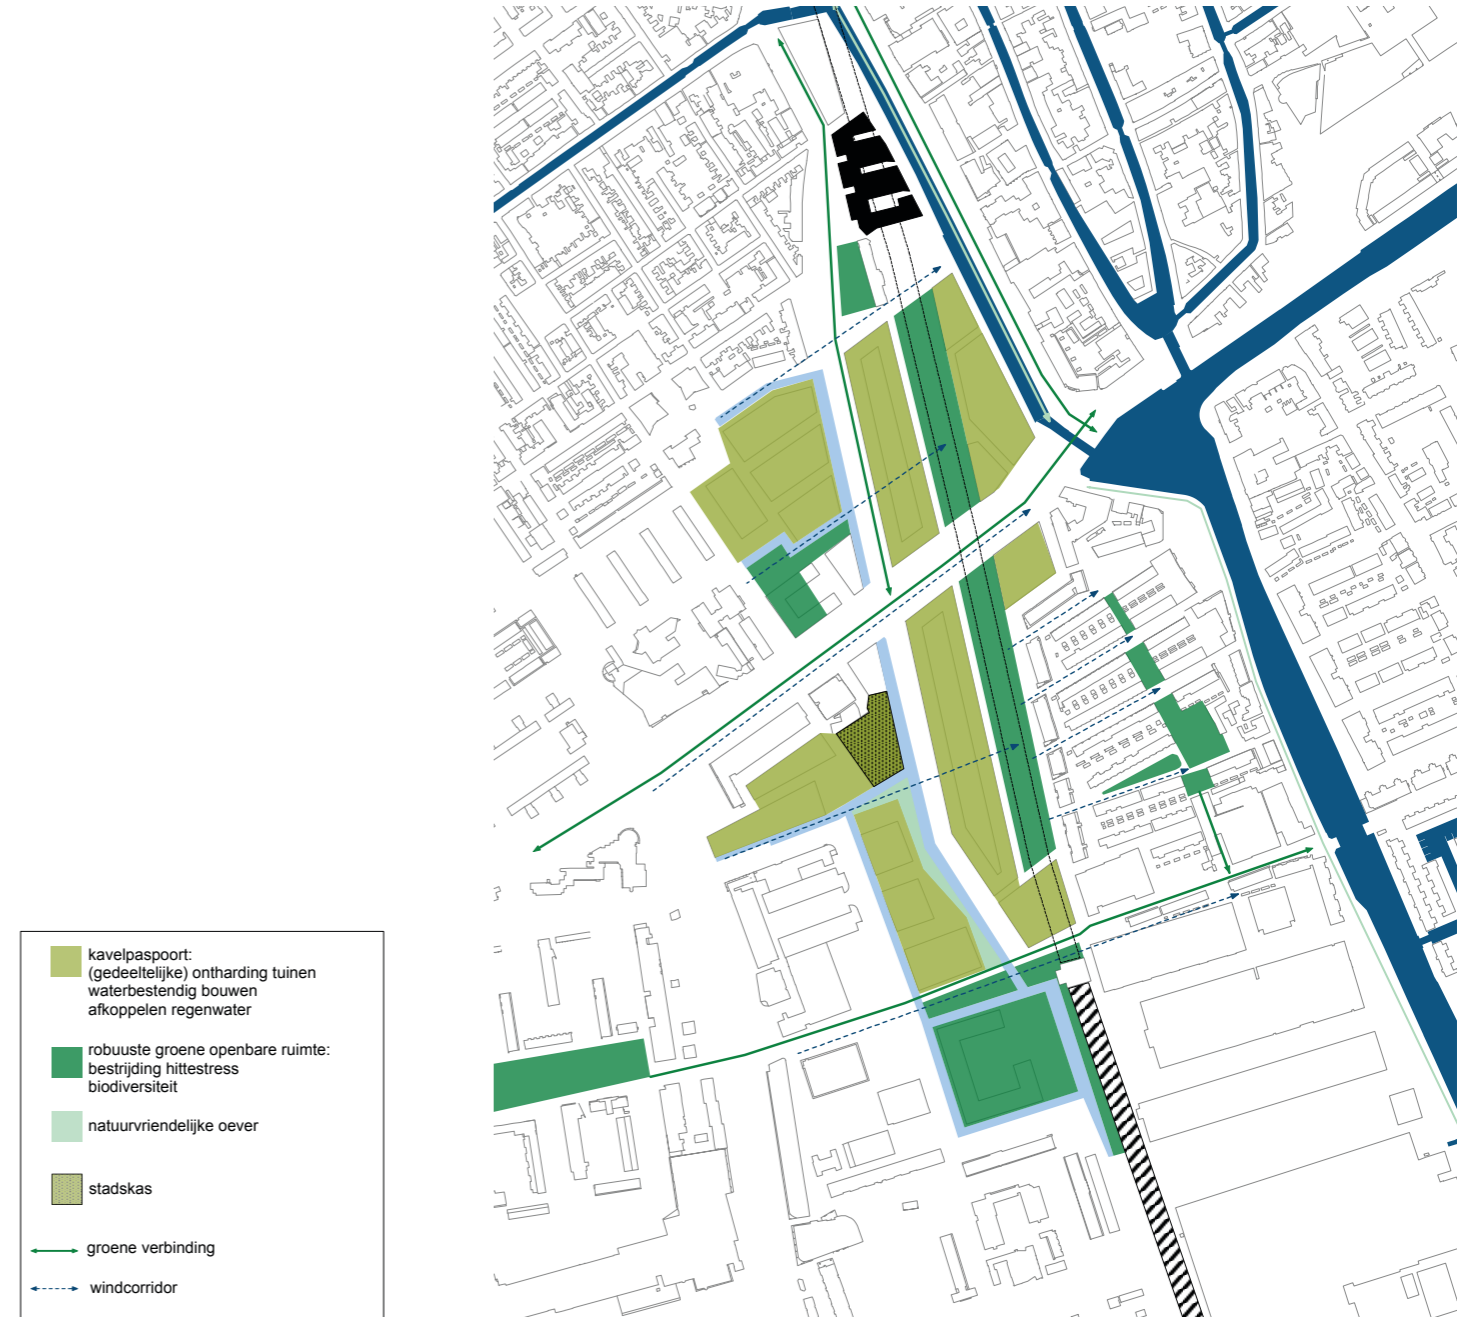 kavelpaspoort:
(gedeeltelijke) ontharding tuinen
waterbestendig bouwen
afkoppelen regenwater
robuuste groene openbare ruimte:
bestrijding hittestress
biodiversiteit
natuurvriendelijke oever
stadskas
groene verbinding
windcorridor